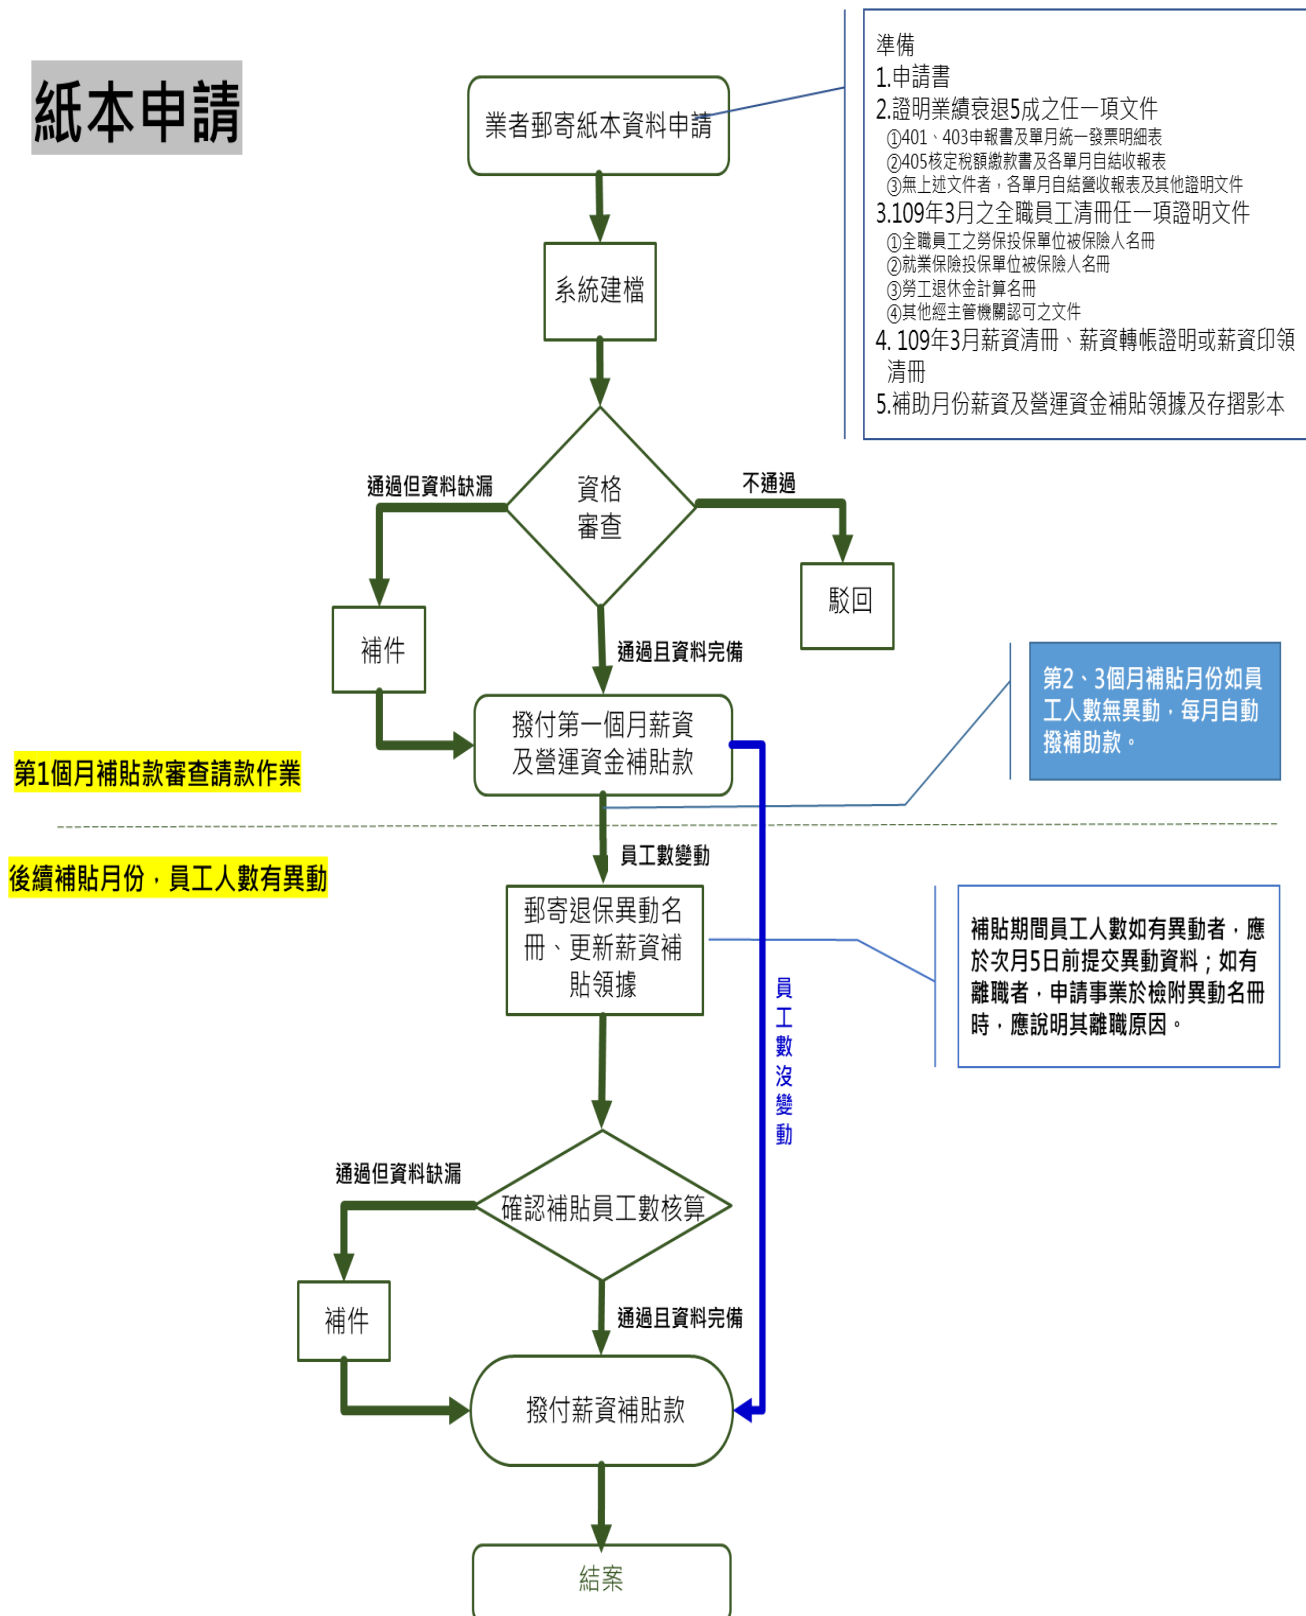 紙本申請
業者郵寄紙本資料申請
準備
1.申請書
2.證明業績衰退5成之任一項文件
①401、403申報書及單月統一發票明細表
②405核定稅額繳款書及各單月自結收報表
③無上述文件者，各單月自結營收報表及其他證明文件
3.109年3月之全職員工清冊任一項證明文件
①全職員工之勞保投保單位被保險人名冊
②就業保險投保單位被保險人名冊
③勞工退休金計算名冊
④其他經主管機關認可之文件
4. 109年3月薪資清冊、薪資轉帳證明或薪資印領
清冊
5.補助月份薪資及營運資金補貼領據及存摺影本
系統建檔
資格
審查
通過但資料缺漏
不通過
駁回
補件
通過且資料完備
撥付第一個月薪資
及營運資金補貼款
第2、3個月補貼月份如員
工人數無異動，每月自動
撥補助款。
第1個月補貼款審查請款作業
後續補貼月份，員工人數有異動
員工數變動
郵寄退保異動名
冊、更新薪資補
貼領據
補貼期間員工人數如有異動者，應
於次月5日前提交異動資料；如有
離職者，申請事業於檢附異動名冊
時，應說明其離職原因。
員
工
數
沒
變
動
通過但資料缺漏
確認補貼員工數核算
補件
通過且資料完備
撥付薪資補貼款
結案